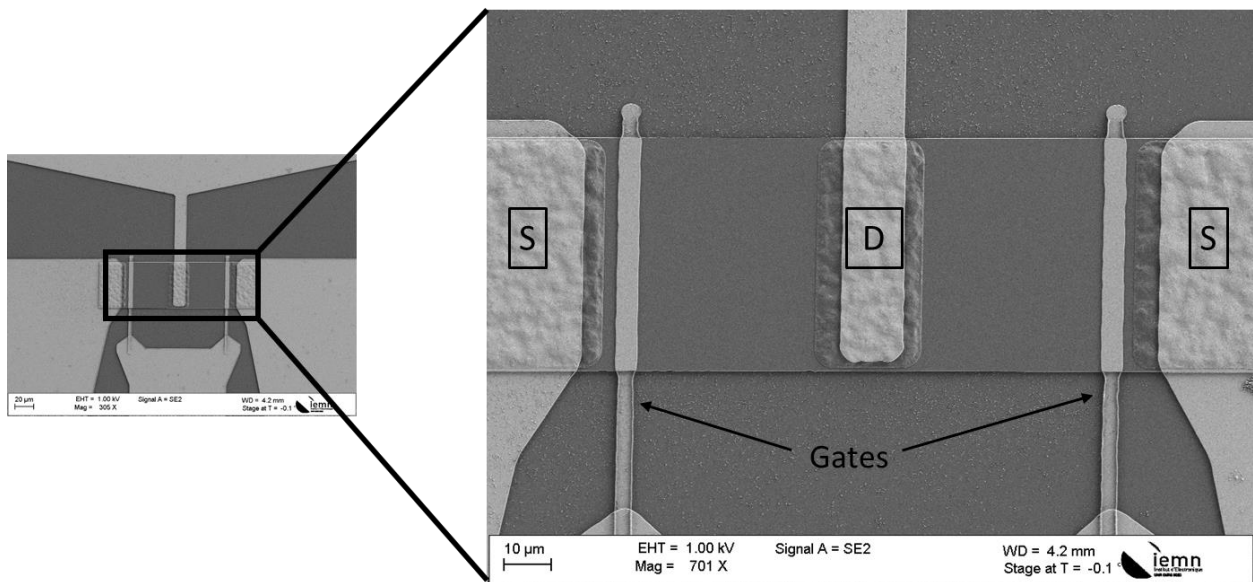 S
D
S
Gates
20 µm
EHT = 1.00 kV
Signal A = SE2
WD = 4.2 mm
Mag = 305 X
Stage at T = -0.1 °
iemn
10 µm
EHT = 1.00 kV
Signal A = SE2
WD = 4.2 mm
Mag = 701 X
Stage at T = -0.1 °
iemn
Institut d'Electronique